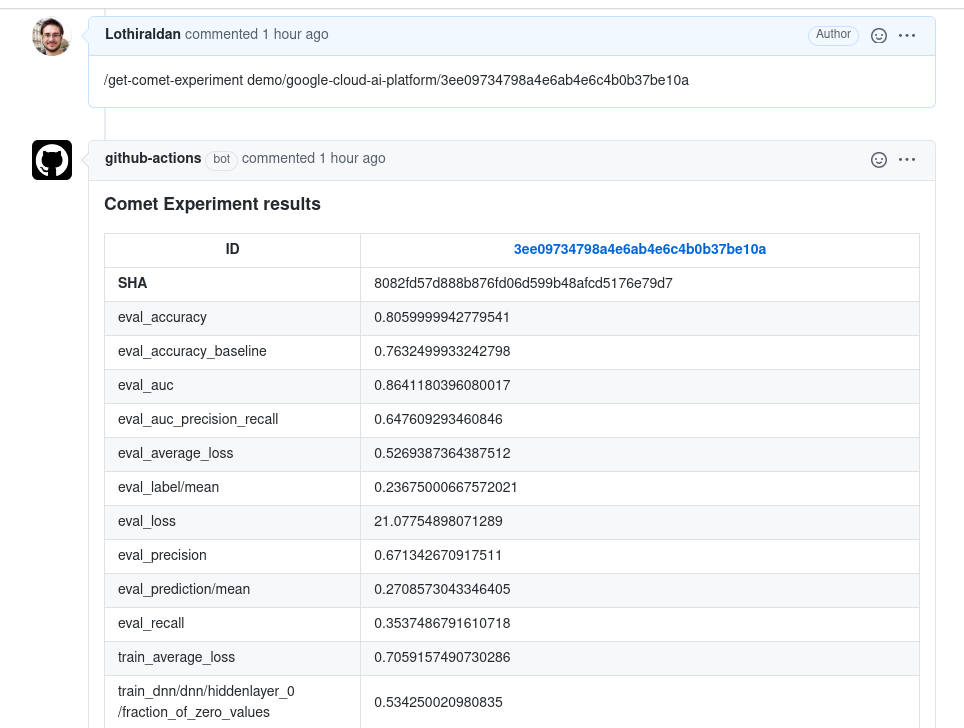 Lothiraldan commented 1 hour ago Author
/get-comet-experiment demo/google-cloud-ai-platform/3ee09734798a4e6ab4e6c4b0b37be10a
github-actions bot commented 1 hour ago
Comet Experiment results
ID 3ee09734798a4e6ab4e6c4b0b37be10a
SHA 8082fd57d888b876fd06d599b48afcd5176e79d7
eval_accuracy 0.8059999942779541
eval_accuracy_baseline 0.7632499933242798
eval_auc 0.8641180396080017
eval_auc_precision_recall 0.647609293460846
eval_average_loss 0.5269387364387512
eval_label/mean 0.23675000667572021
eval_loss 21.07754898071289
eval_precision 0.671342670917511
eval_prediction/mean 0.2708573043346405
eval_recall 0.3537486791610718
train_average_loss 0.7059157490730286
train_dnn/dnn/hiddenlayer_0
/fraction_of_zero_values 0.534250020980835